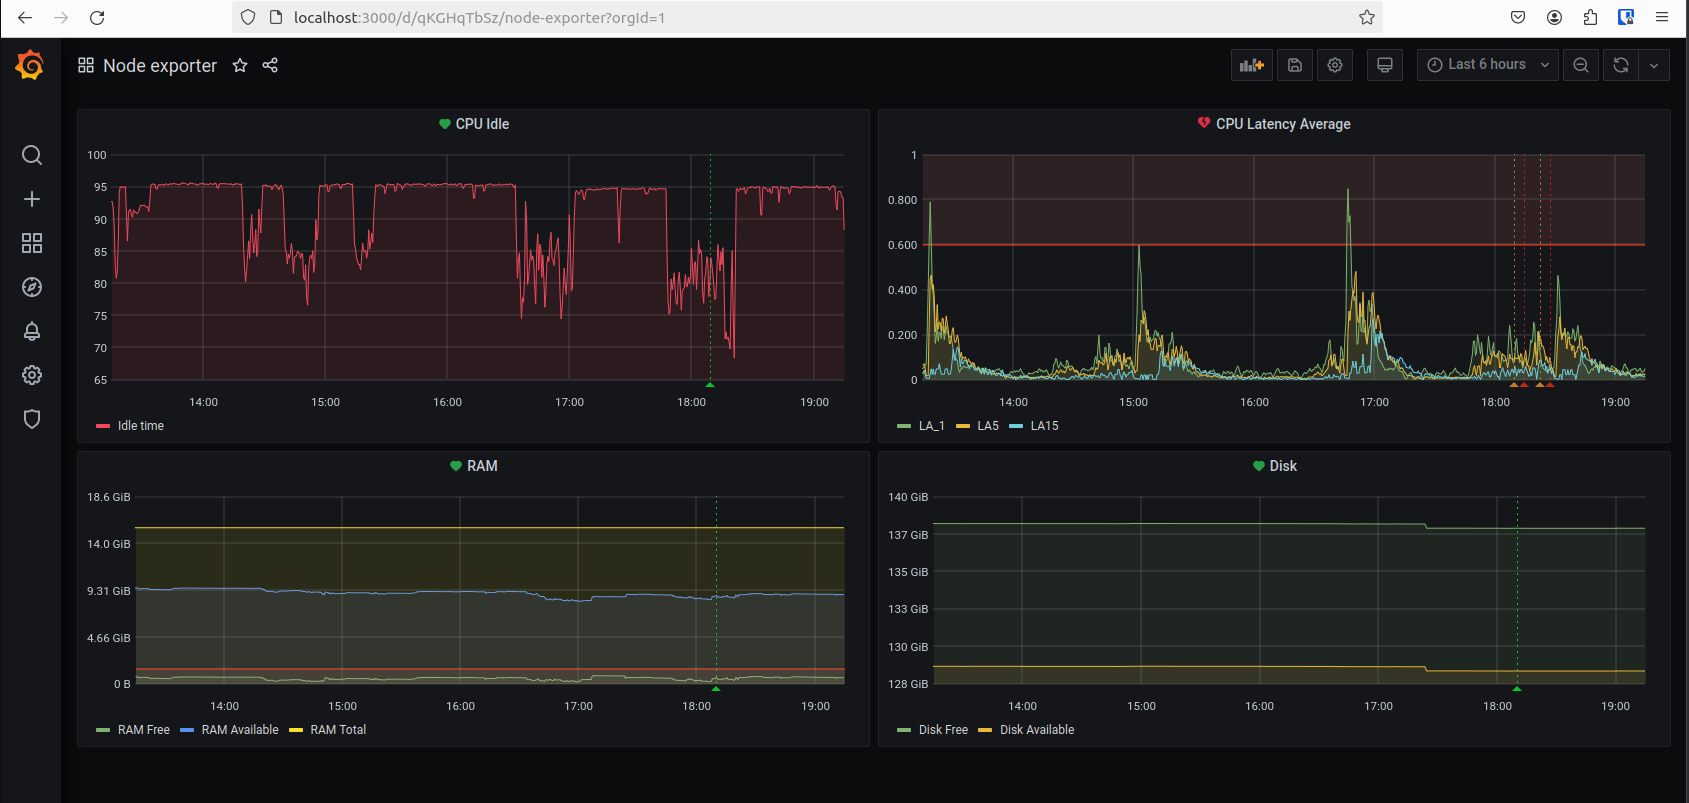 localhost:3000/d/qKGHqTbSz/node-exporter?orgId=1
Node exporter
Last 6 hours
CPU Idle
100
95
90
85
80
75
70
65
14:00 15:00 16:00 17:00 18:00 19:00
Idle time
CPU Latency Average
1
0.800
0.600
0.400
0.200
0
14:00 15:00 16:00 17:00 18:00 19:00
LA_1 LA5 LA15
RAM
18.6 GiB
14.0 GiB
9.31 GiB
4.66 GiB
0 B
14:00 15:00 16:00 17:00 18:00 19:00
RAM Free RAM Available RAM Total
Disk
140 GiB
137 GiB
135 GiB
133 GiB
130 GiB
128 GiB
14:00 15:00 16:00 17:00 18:00 19:00
Disk Free Disk Available